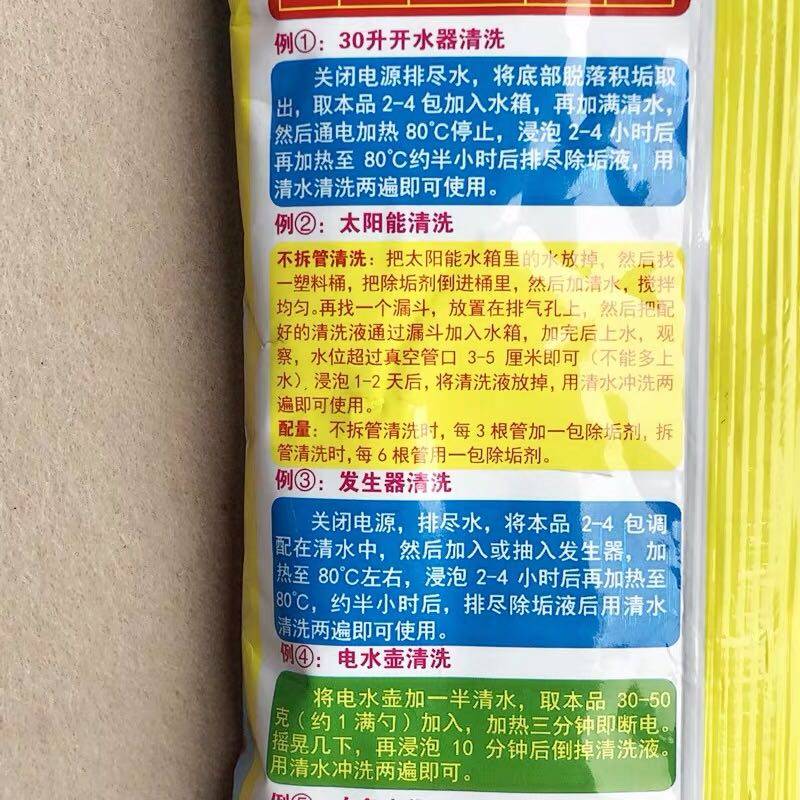 例①：30升开水器清洗
关闭电源排尽水，将底部脱落积垢取
出，取本品 2-4 包加入水箱，再加满清水，
然后通电加热 80℃停止，浸泡 2-4 小时后
再加热至 80℃约半小时后排尽除垢液，用
清水清洗两遍即可使用。
例②：太阳能清洗
不拆管清洗：把太阳能水箱里的水放掉，然后找
一塑料桶，把除垢剂倒进桶里，然后加清水，搅拌
均匀。再找一个漏斗，放置在排气孔上，然后把配
好的清洗液通过漏斗加入水箱，加完后上水，观
察，水位超过真空管口 3-5 厘米即可（不能多上
水）浸泡 1-2 天后，将清洗液放掉，用清水冲洗两
遍即可使用。
配量：不拆管清洗时，每 3 根管加一包除垢剂，拆
管清洗时，每 6 根管用一包除垢剂。
例③：发生器清洗
关闭电源，排尽水，将本品 2-4 包调
配在清水中，然后加入或抽入发生器，加
热至 80℃左右，浸泡 2-4 小时后再加热至
80℃，约半小时后，排尽除垢液后用清水
清洗两遍即可使用。
例④：电水壶清洗
将电水壶加一半清水，取本品 30-50
克（约 1 满勺）加入，加热三分钟即断电。
摇晃几下，再浸泡 10 分钟后倒掉清洗液。
用清水冲洗两遍即可。